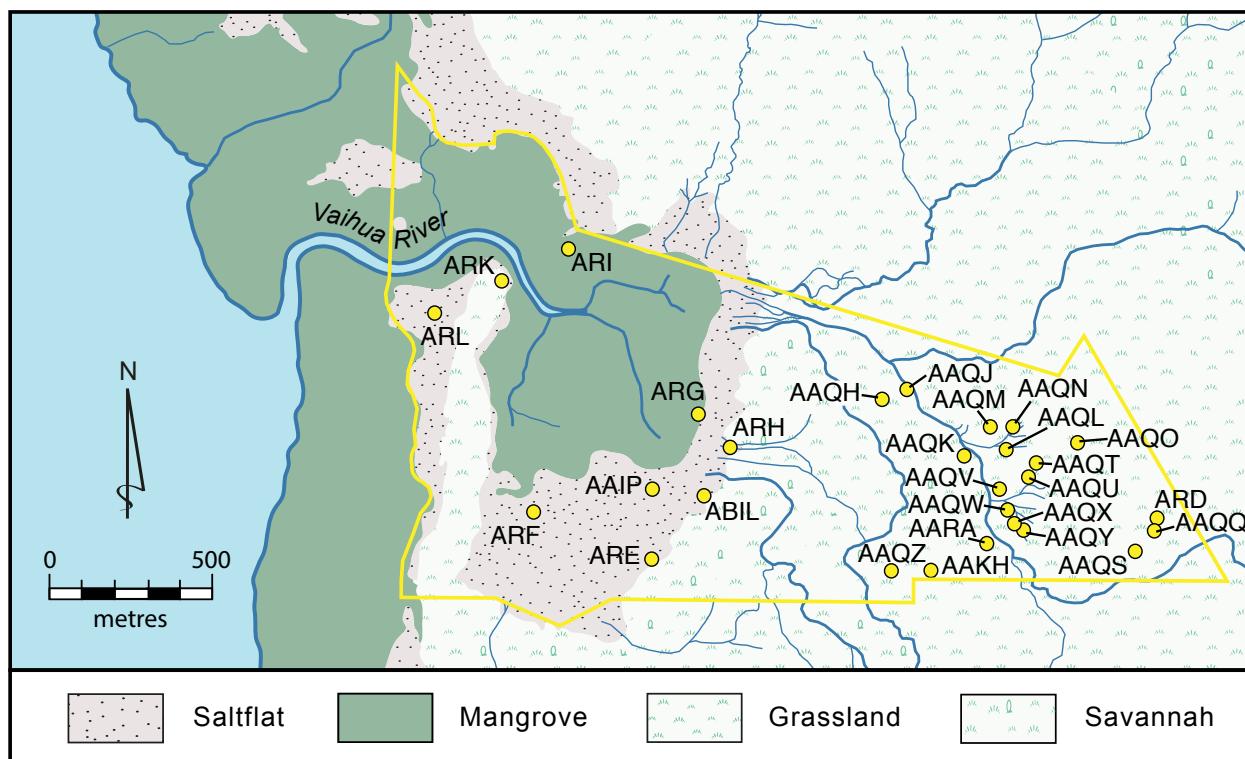 Vaihua River
ARI
ARK
ARL
ARG
ARH
AAIP
ABIL
ARF
ARE
AAQH
AAQJ
AAQM
AAQN
AAQL
AAQO
AAQK
AAQT
AAQV
AAQU
AAQW
AAQX
ARD
AAQQ
AARA
AAQY
AAQZ
AAKH
AAQS
N
0 500
metres
Saltflat
Mangrove
Grassland
Savannah